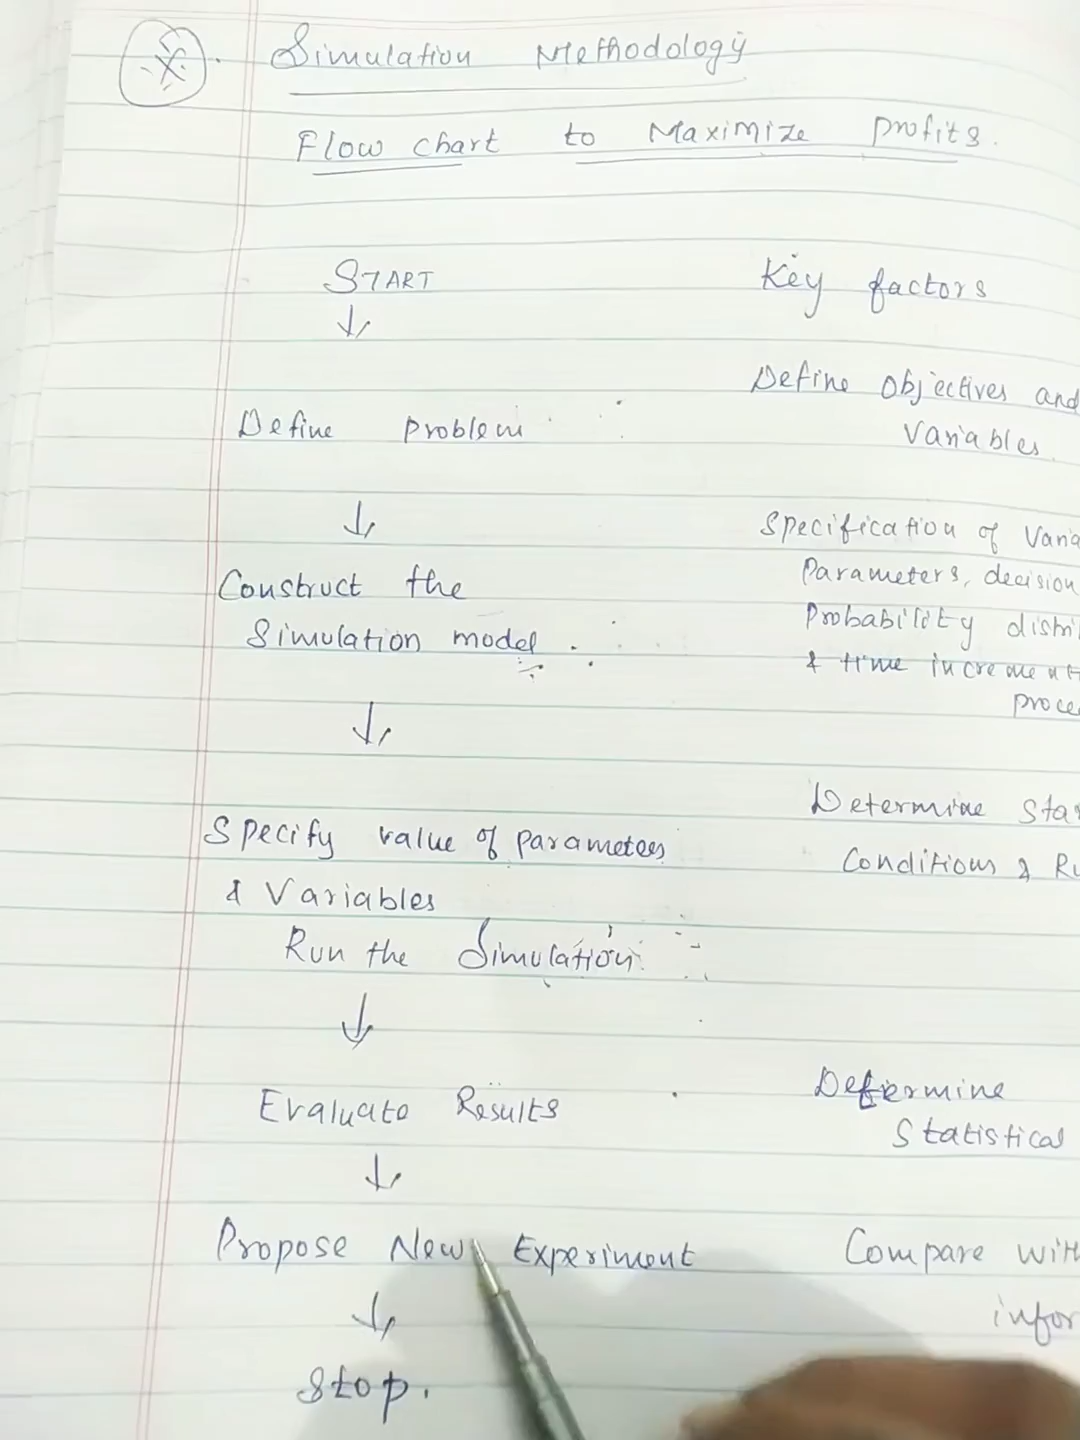 Simulation Methodology
Flow chart to Maximize Profits.
START
Key factors
Define Problem
Define Objectives and
Variables.
Construct the
Simulation model
Specification of
Parameters, decision
Probability
& time increment
Specify value of parameters
& Variables
Run the Simulation
Determine
Conditions &
Evaluate Results
Determine
Statistical
Propose New Experiment
Compare
Stop.